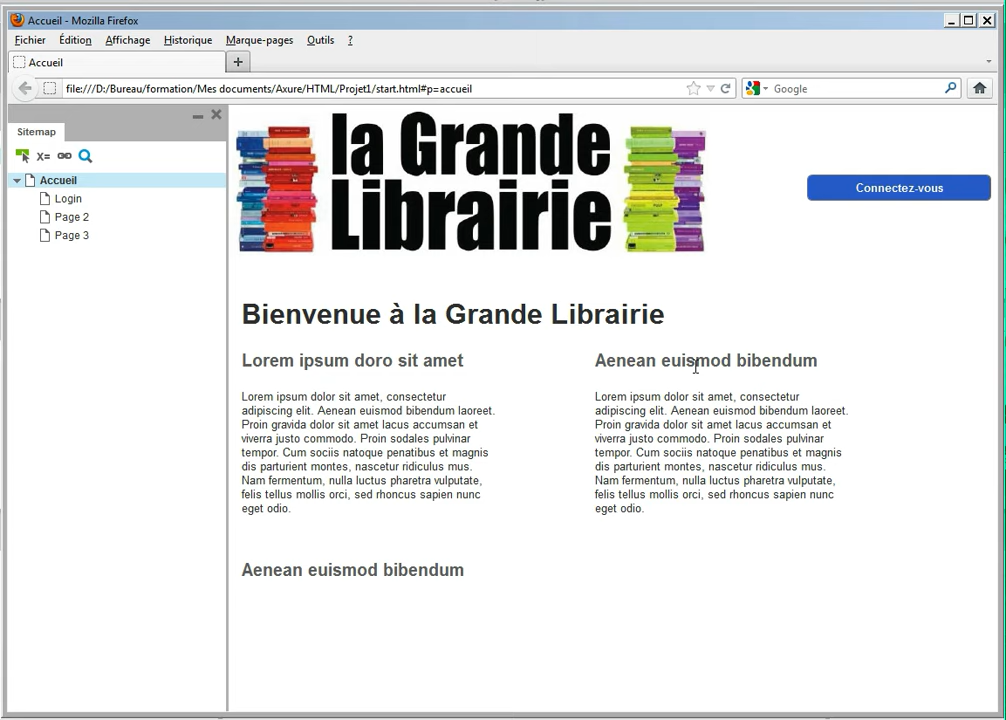 Accueil - Mozilla Firefox
Fichier Édition Affichage Historique Marque-pages Outils ?
Accueil
file:///D:/Bureau/formation/Mes documents/Axure/HTML/Projet1/start.html#p=accueil
Google
Sitemap
X=
Accueil
Login
Page 2
Page 3
la Grande
Librairie
Connectez-vous
Bienvenue à la Grande Librairie
Lorem ipsum doro sit amet
Lorem ipsum dolor sit amet, consectetur
adipiscing elit. Aenean euismod bibendum laoreet.
Proin gravida dolor sit amet lacus accumsan et
viverra justo commodo. Proin sodales pulvinar
tempor. Cum sociis natoque penatibus et magnis
dis parturient montes, nascetur ridiculus mus.
Nam fermentum, nulla luctus pharetra vulputate,
felis tellus mollis orci, sed rhoncus sapien nunc
eget odio.
Aenean euismod bibendum
Lorem ipsum dolor sit amet, consectetur
adipiscing elit. Aenean euismod bibendum laoreet.
Proin gravida dolor sit amet lacus accumsan et
viverra justo commodo. Proin sodales pulvinar
tempor. Cum sociis natoque penatibus et magnis
dis parturient montes, nascetur ridiculus mus.
Nam fermentum, nulla luctus pharetra vulputate,
felis tellus mollis orci, sed rhoncus sapien nunc
eget odio.
Aenean euismod bibendum